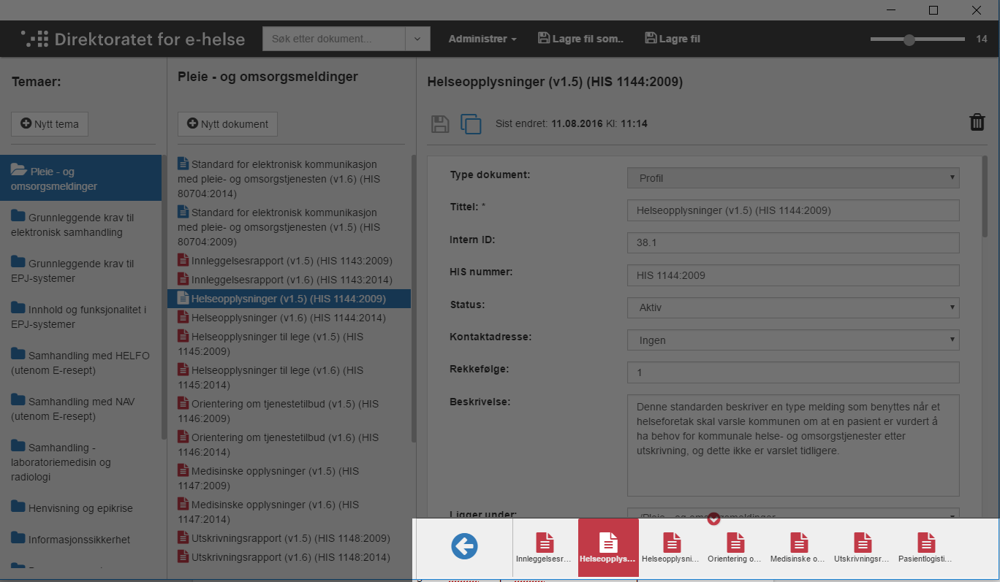 Direktoratet for e-helse
Søk etter dokument...
Administrer
Lagre fil som..
Lagre fil
14
Temaer:
Nytt tema
Pleie - og
omsorgsmeldinger
Grunnleggende krav til
elektronisk samhandling
Grunnleggende krav til
EPJ-systemer
Innhold og funksjonalitet i
EPJ-systemer
Samhandling med HELFO
(utenom E-resept)
Samhandling med NAV
(utenom E-resept)
Samhandling -
laboratoriemedisin og
radiologi
Henvisning og epikrise
Informasjonssikkerhet
Pleie - og omsorgsmeldinger
Nytt dokument
Standard for elektronisk kommunikasjon
med pleie- og omsorgstjenesten (v1.6) (HIS
80704:2014)
Standard for elektronisk kommunikasjon
med pleie- og omsorgstjenesten (v1.5) (HIS
80704:2009)
Innleggelsesrapport (v1.5) (HIS 1143:2009)
Innleggelsesrapport (v1.6) (HIS 1143:2014)
Helseopplysninger (v1.5) (HIS 1144:2009)
Helseopplysninger (v1.6) (HIS 1144:2014)
Helseopplysninger til lege (v1.5) (HIS
1145:2009)
Helseopplysninger til lege (v1.6) (HIS
1145:2014)
Orientering om tjenestetilbud (v1.5) (HIS
1146:2009)
Orientering om tjenestetilbud (v1.6) (HIS
1146:2014)
Medisinske opplysninger (v1.5) (HIS
1147:2009)
Medisinske opplysninger (v1.6) (HIS
1147:2014)
Utskrivningsrapport (v1.5) (HIS 1148:2009)
Utskrivningsrapport (v1.6) (HIS 1148:2014)
Helseopplysninger (v1.5) (HIS 1144:2009)
Sist endret: 11.08.2016 Kl: 11:14
Type dokument:
Profil
Tittel: *
Helseopplysninger (v1.5) (HIS 1144:2009)
Intern ID:
38.1
HIS nummer:
HIS 1144:2009
Status:
Aktiv
Kontaktadresse:
Ingen
Rekkefølge:
1
Beskrivelse:
Denne standarden beskriver en type melding som benyttes når et
helseforetak skal varsle kommunen om at en pasient er vurdert å
ha behov for kommunale helse- og omsorgstjenester etter
utskrivning, og dette ikke er varslet tidligere.
Ligger under:
/Pleie - og omsorgsmeldinger
Innleggelsesr...
Helseopplys...
Helseopplysni...
Orientering o...
Medisinske o...
Utskrivningsr...
Pasientlogisti...